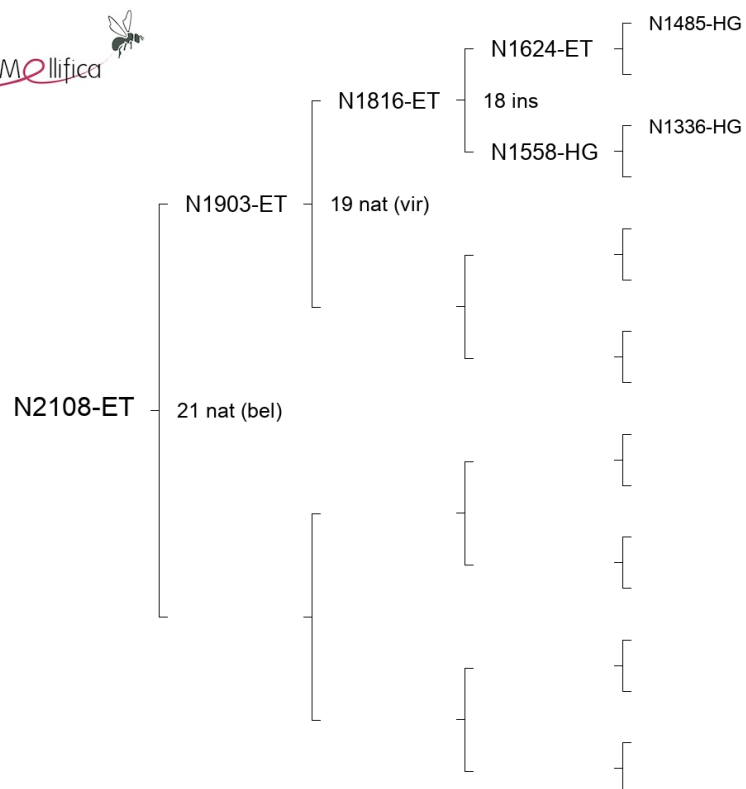 Mellifica
N1485-HG
N1624-ET
N1816-ET
18 ins
N1336-HG
N1558-HG
N1903-ET
19 nat (vir)
N2108-ET
21 nat (bel)